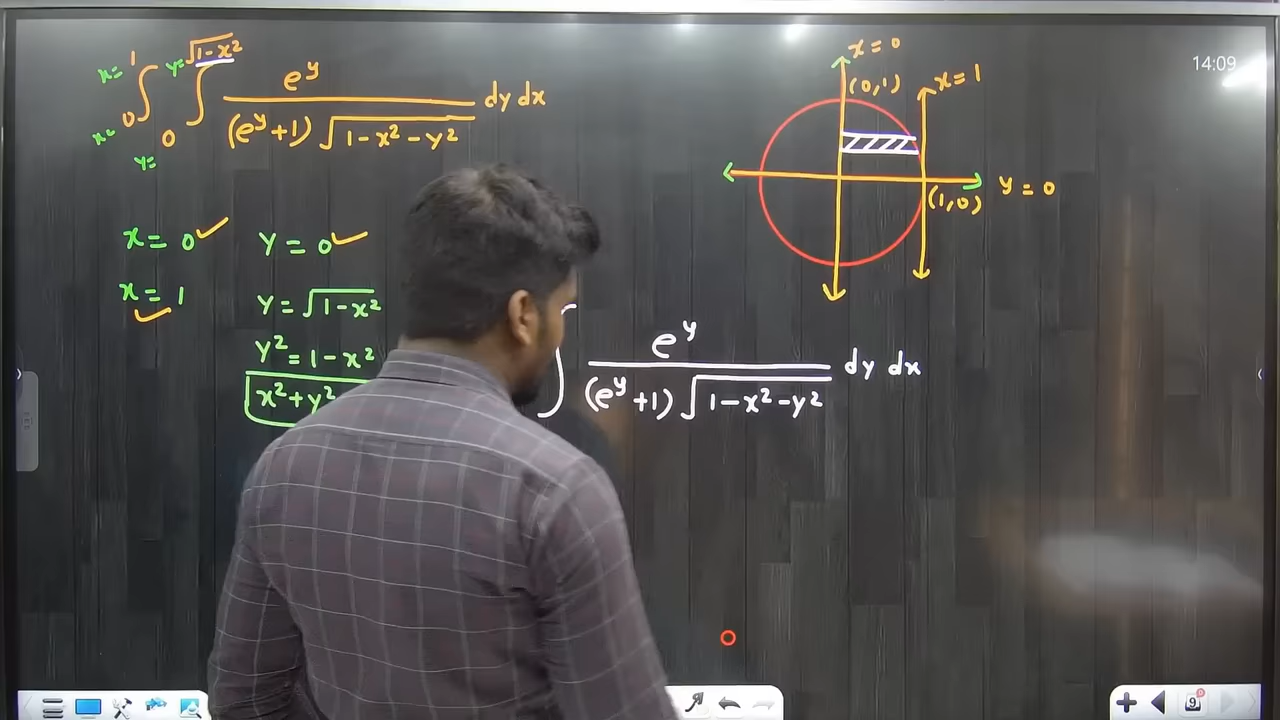 x= 1 y= √1-x²
∫ ∫ e^y / (e^y+1) √1-x²-y² dy dx
x= 0 0
y=
x=0
(0,1)
x=1
14:09
(1,0) y=0
x=0 y=0
x=1 y=√1-x²
y²=1-x²
x²+y²
∫ e^y / (e^y+1) √1-x²-y² dy dx
9